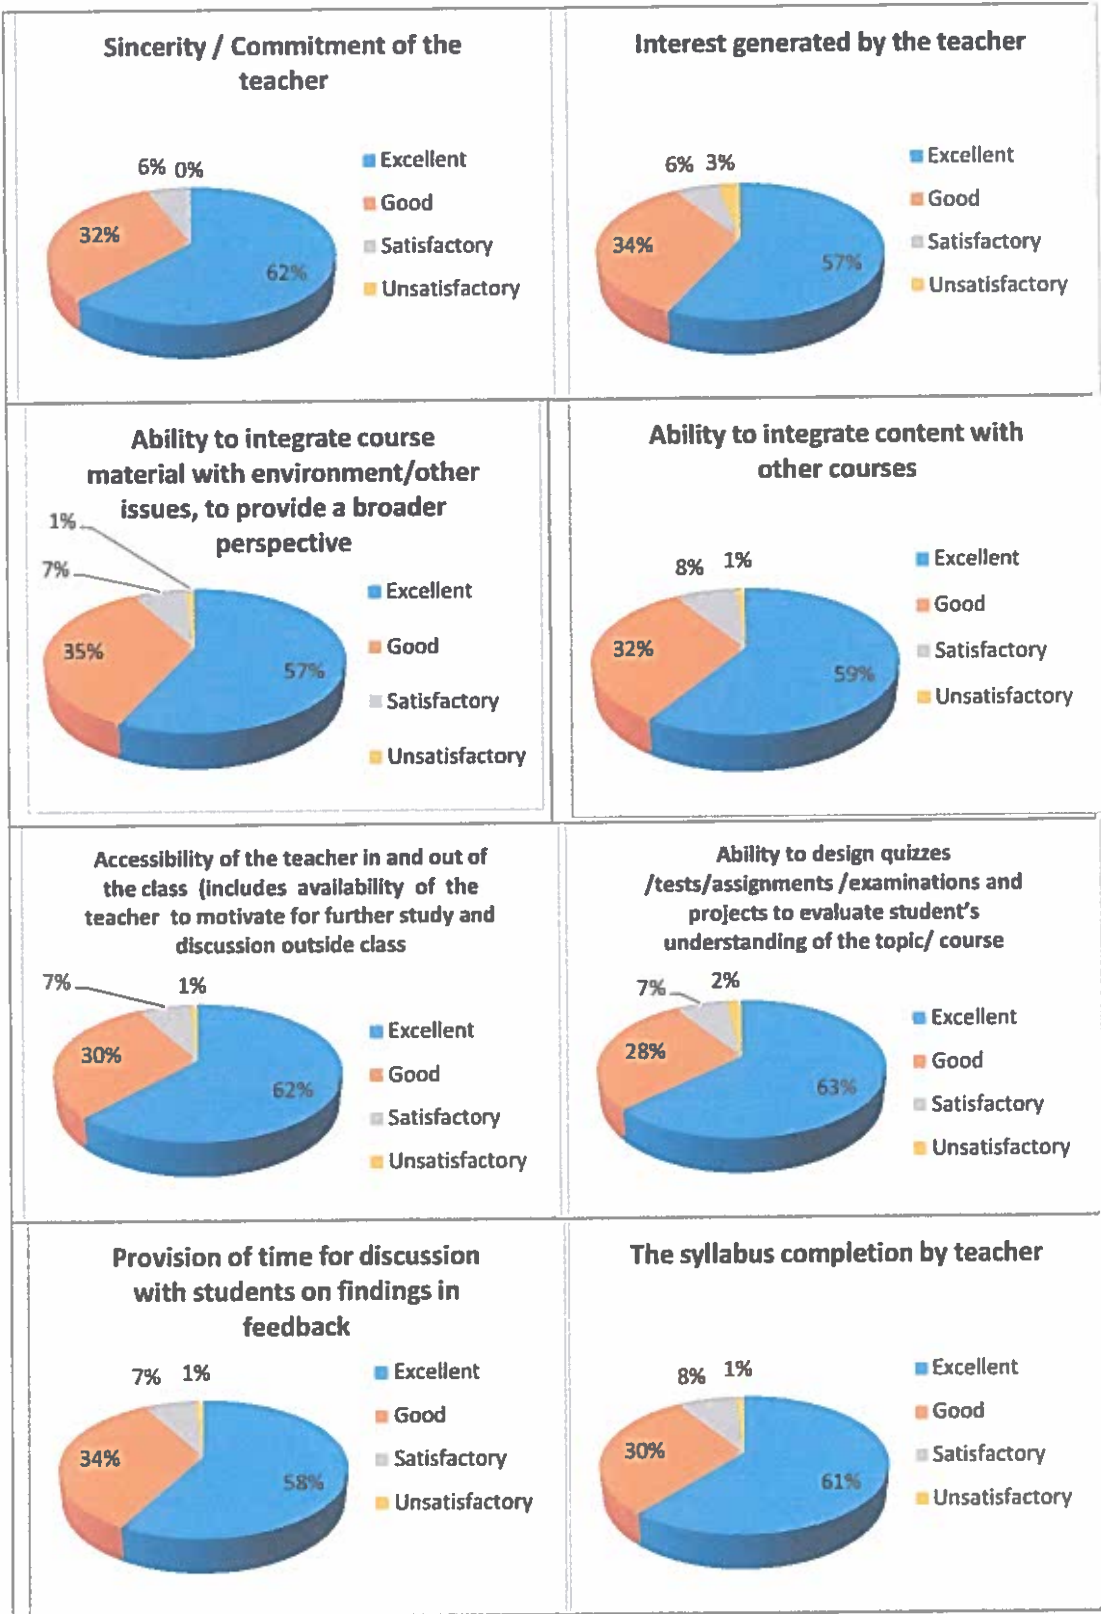 Sincerity / Commitment of the
teacher
6% 0%
32%
62%
Excellent
Good
Satisfactory
Unsatisfactory
Interest generated by the teacher
6% 3%
34%
57%
Excellent
Good
Satisfactory
Unsatisfactory
Ability to integrate course
material with environment/other
issues, to provide a broader
perspective
1%
7%
35%
57%
Excellent
Good
Satisfactory
Unsatisfactory
Ability to integrate content with
other courses
8% 1%
32%
59%
Excellent
Good
Satisfactory
Unsatisfactory
Accessibility of the teacher in and out of
the class (includes availability of the
teacher to motivate for further study and
discussion outside class
7% 1%
30%
62%
Excellent
Good
Satisfactory
Unsatisfactory
Ability to design quizzes
/tests/assignments /examinations and
projects to evaluate student's
understanding of the topic/ course
7% 2%
28%
63%
Excellent
Good
Satisfactory
Unsatisfactory
Provision of time for discussion
with students on findings in
feedback
7% 1%
34%
58%
Excellent
Good
Satisfactory
Unsatisfactory
The syllabus completion by teacher
8% 1%
30%
61%
Excellent
Good
Satisfactory
Unsatisfactory